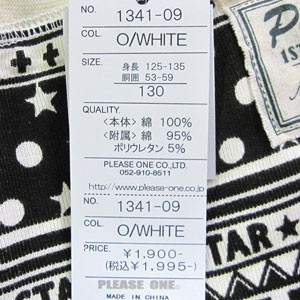 NO. 1341-09
COL. O/WHITE
SIZE. 身長 125-135
胴囲 53-59
130
QUALITY.
<本体> 綿 100%
<附属> 綿 95%
ポリウレタン 5%
PLEASE ONE CO.,LTD.
052-910-8511
http://www.please-one.co.jp
NO. 1341-09
COL. O/WHITE
PRICE. ¥1,900-
(税込¥1,995-)
PLEASE ONE.
MADE IN CHINA
STAR
STAR